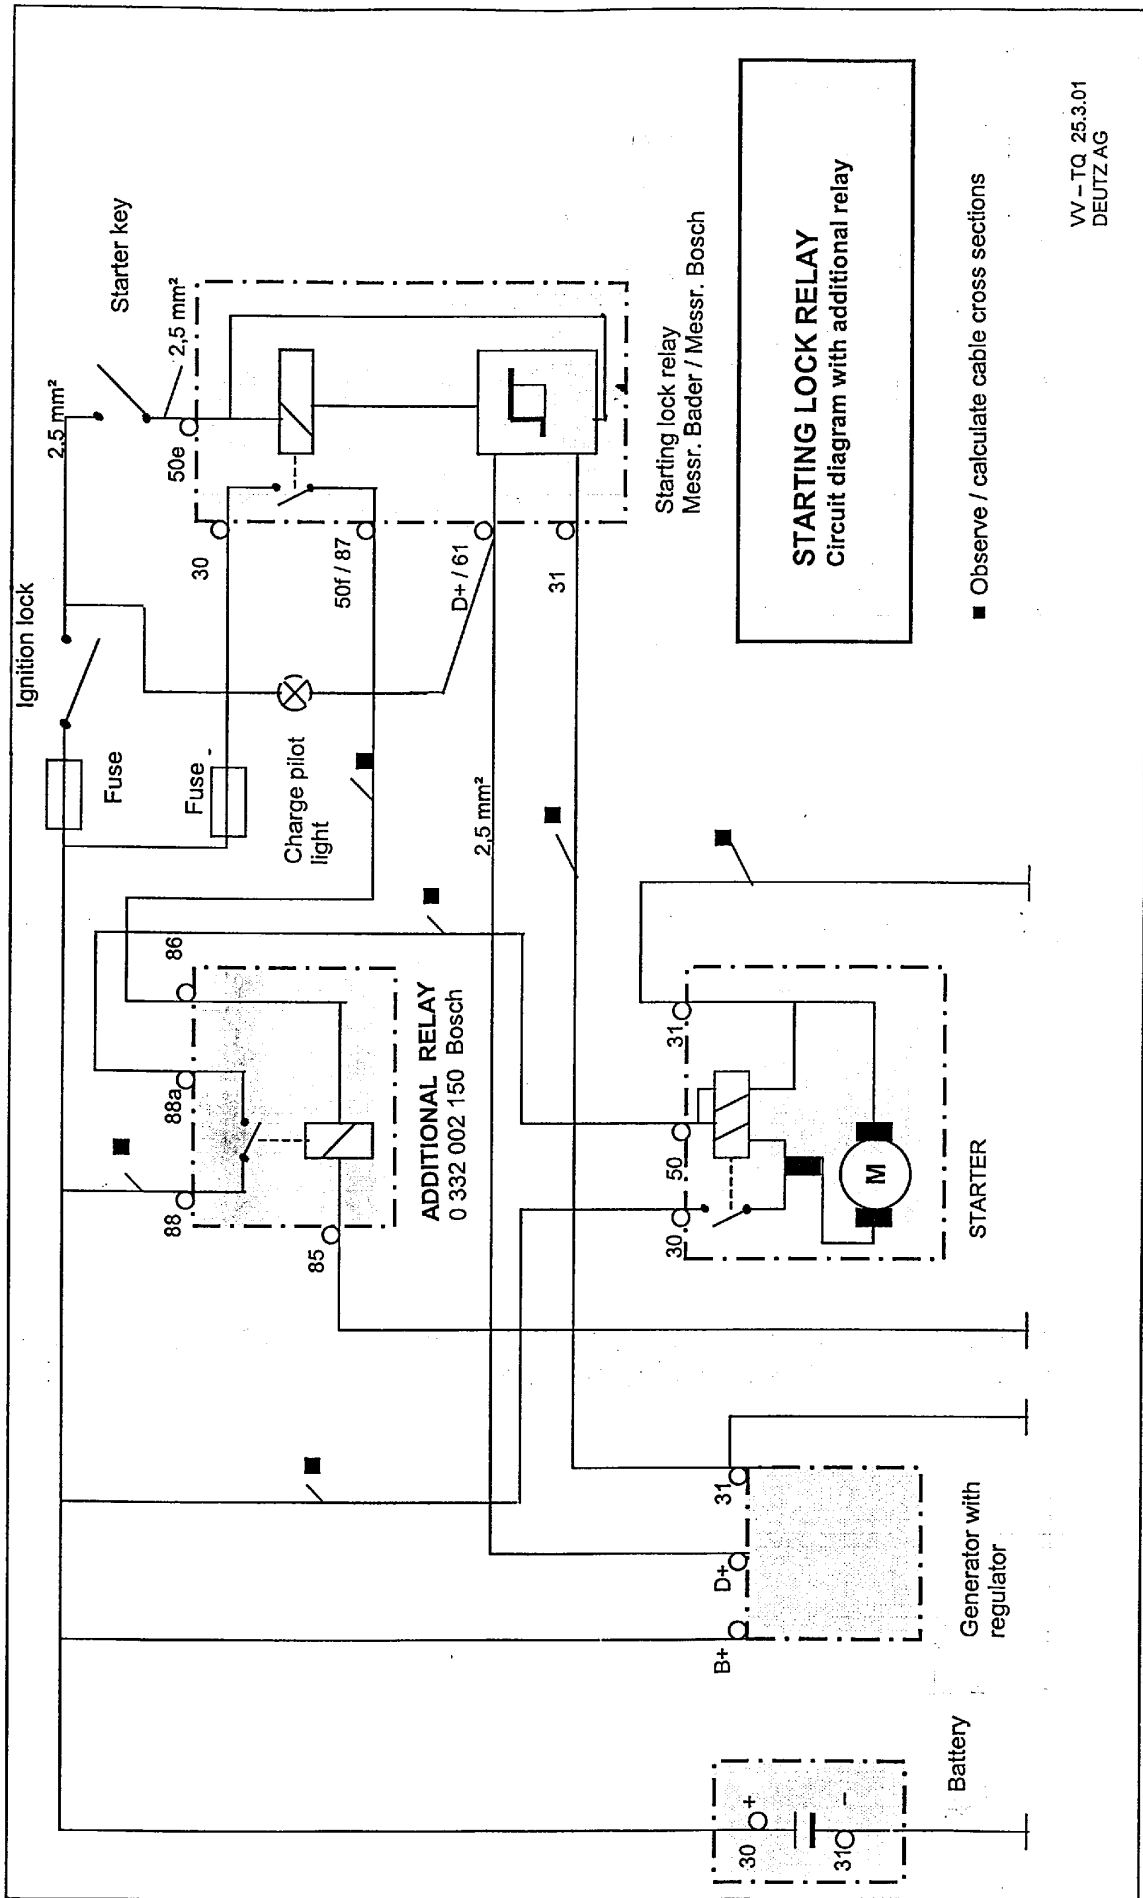 Ignition lock
Fuse
Fuse
Charge pilot
light
2,5 mm²
Starter key
2,5 mm²
50e
30
50f / 87
D+ / 61
31
Starting lock relay
Messr. Bader / Messr. Bosch
2,5 mm²
86
88a
88
85
ADDITIONAL RELAY
0 332 002 150 Bosch
31
50
30
M
STARTER
31
D+
B+
Generator with
regulator
30
+
31
–
Battery
STARTING LOCK RELAY
Circuit diagram with additional relay
■ Observe / calculate cable cross sections
VV – TQ 25.3.01
DEUTZ AG